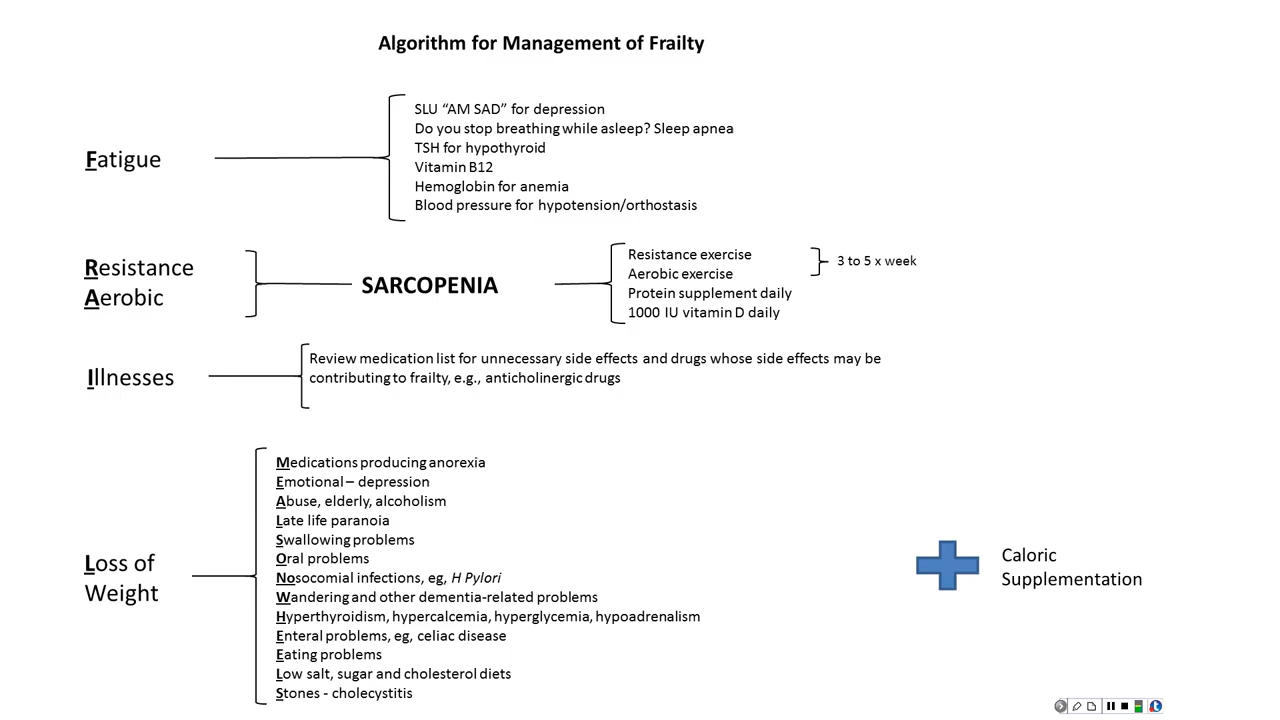 Algorithm for Management of Frailty
Fatigue
SLU “AM SAD” for depression
Do you stop breathing while asleep? Sleep apnea
TSH for hypothyroid
Vitamin B12
Hemoglobin for anemia
Blood pressure for hypotension/orthostasis
Resistance
Aerobic
SARCOPENIA
Resistance exercise
Aerobic exercise
3 to 5 x week
Protein supplement daily
1000 IU vitamin D daily
Illnesses
Review medication list for unnecessary side effects and drugs whose side effects may be
contributing to frailty, e.g., anticholinergic drugs
Loss of
Weight
Medications producing anorexia
Emotional – depression
Abuse, elderly, alcoholism
Late life paranoia
Swallowing problems
Oral problems
Nosocomial infections, eg, H Pylori
Wandering and other dementia-related problems
Hyperthyroidism, hypercalcemia, hyperglycemia, hypoadrenalism
Enteral problems, eg, celiac disease
Eating problems
Low salt, sugar and cholesterol diets
Stones - cholecystitis
Caloric
Supplementation